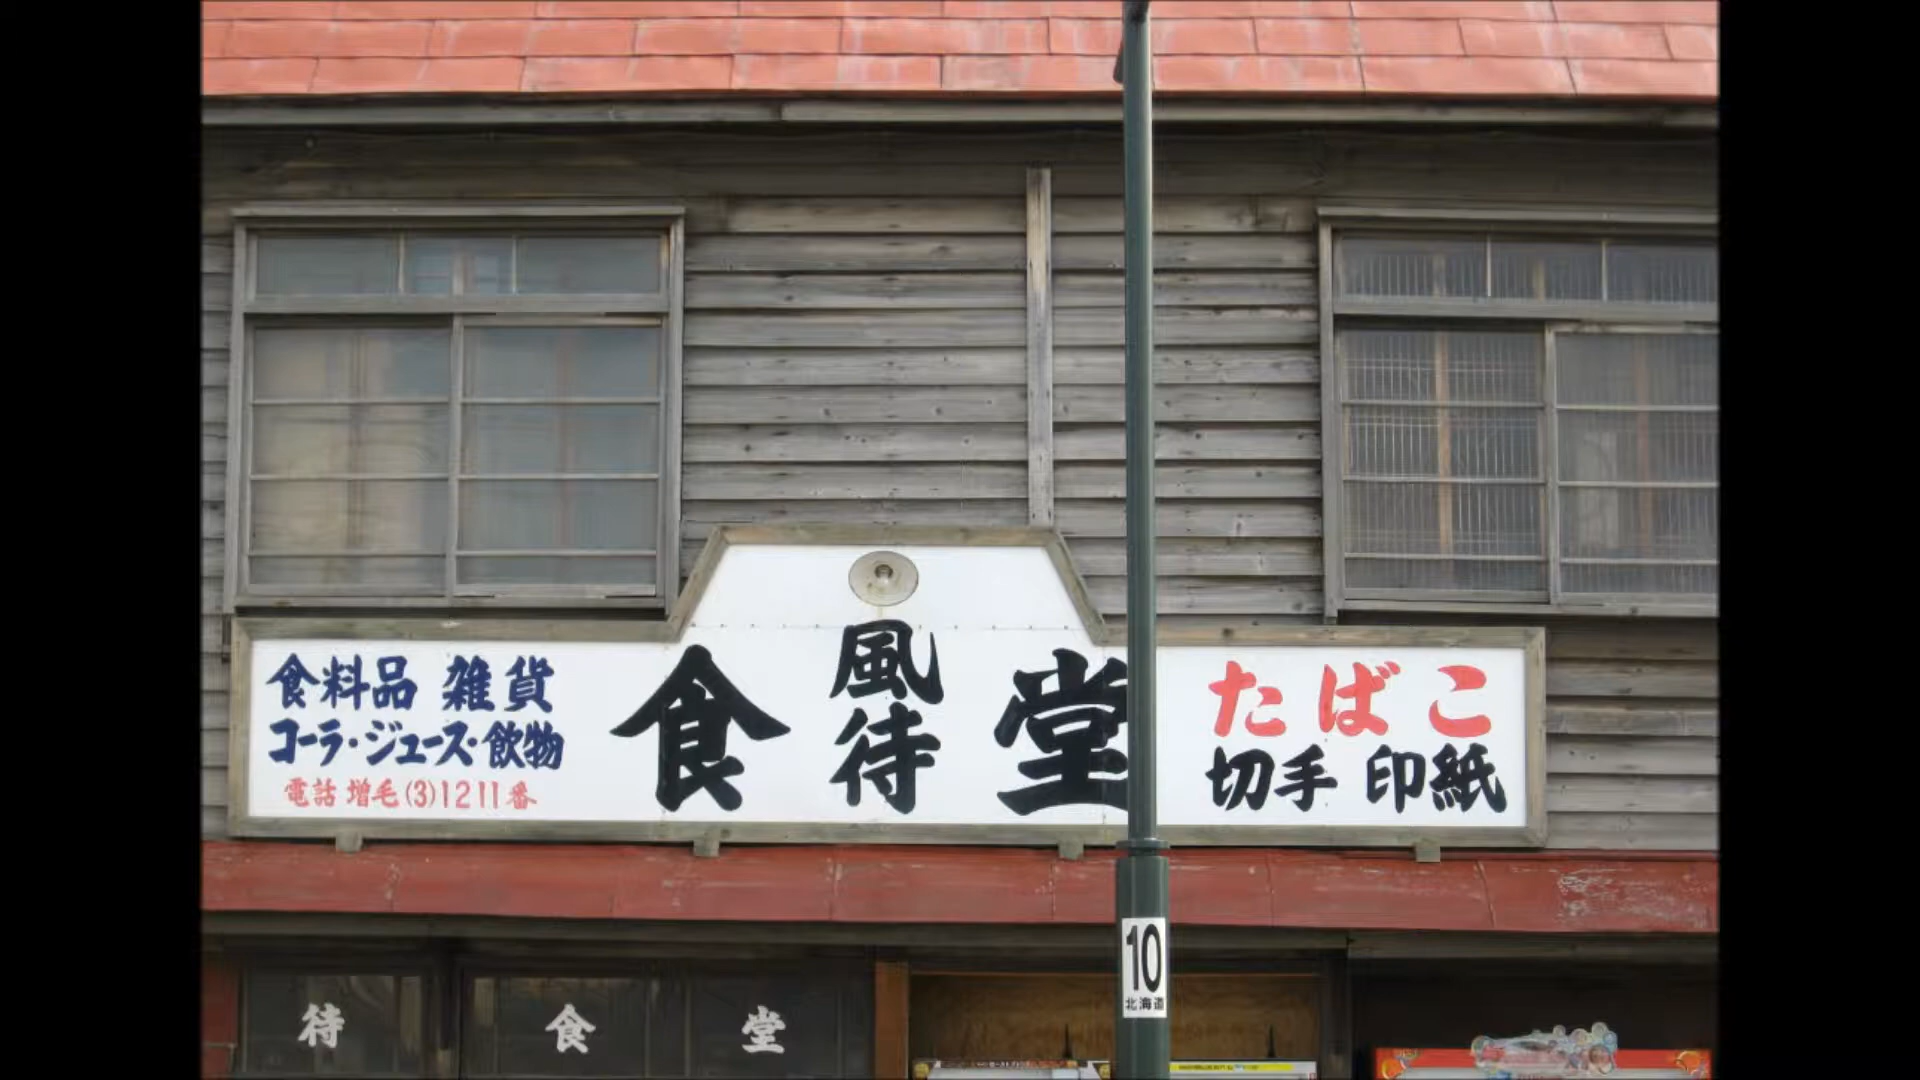 食料品 雑貨
コーラ・ジュース・飲物
電話 増毛(3)1211番
風待
食 堂
たばこ
切手 印紙
10
北海道
待 食 堂